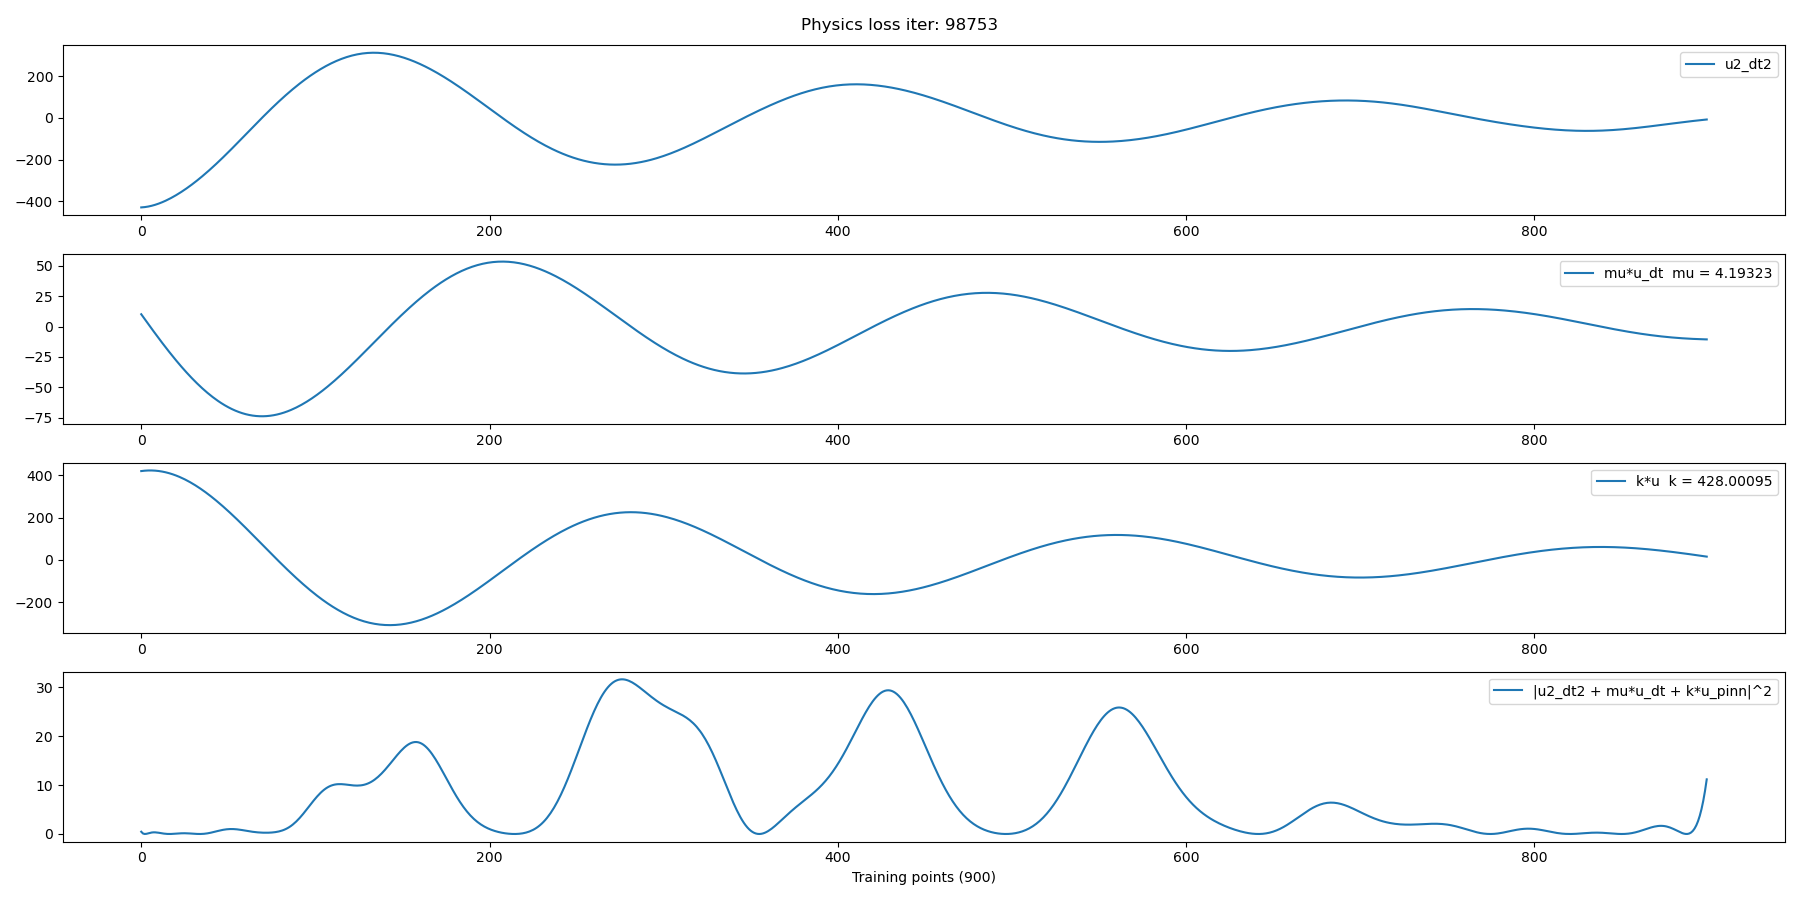 Physics loss iter: 98753
u2_dt2
200
0
−200
−400
0 200 400 600 800
mu*u_dt  mu = 4.19323
50
25
0
−25
−50
−75
0 200 400 600 800
k*u  k = 428.00095
400
200
0
−200
0 200 400 600 800
|u2_dt2 + mu*u_dt + k*u_pinn|^2
30
20
10
0
0 200 400 600 800
Training points (900)